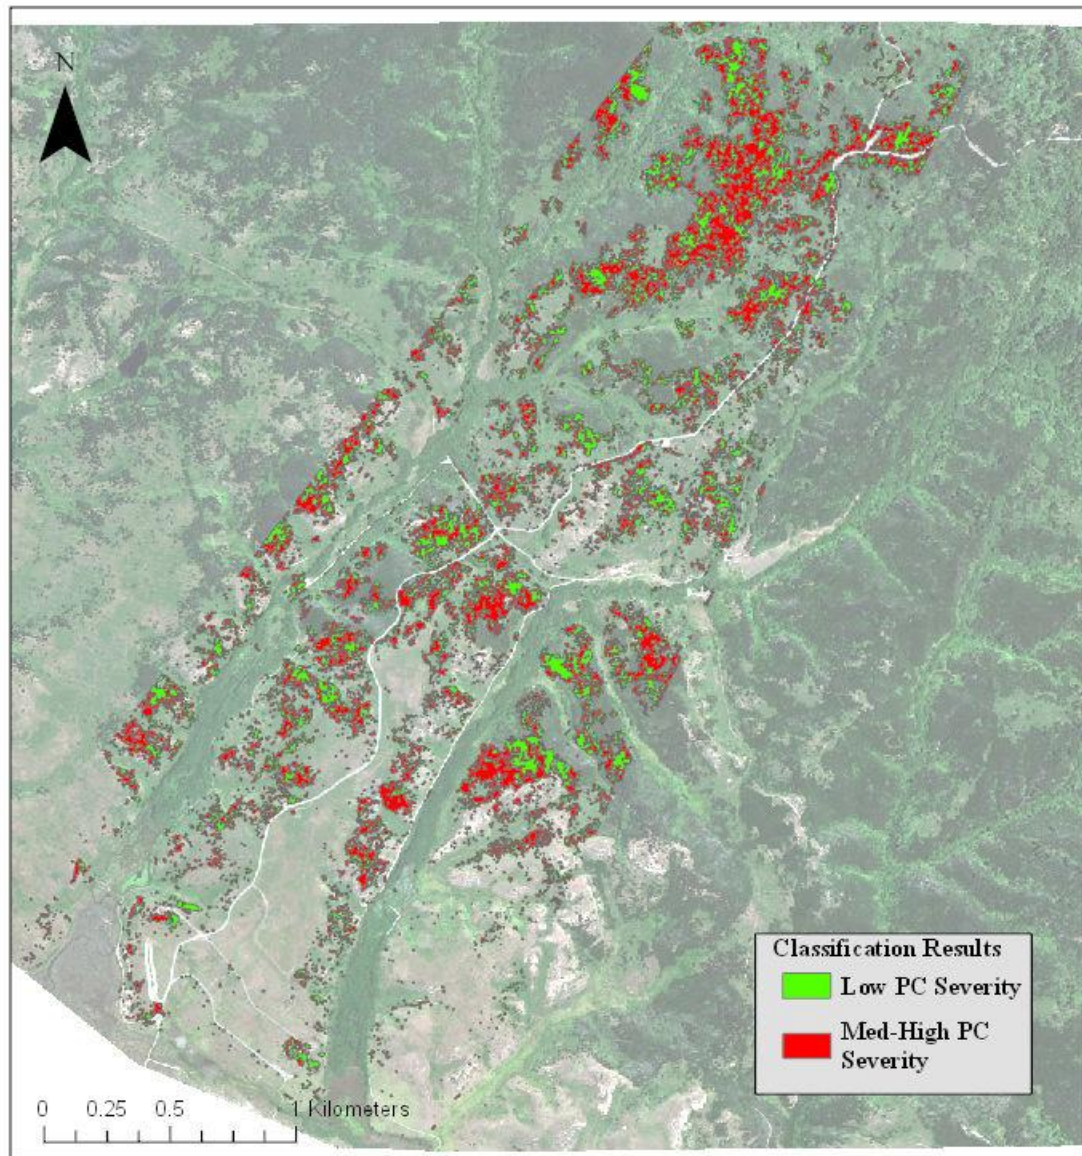 N
Classification Results
Low PC Severity
Med-High PC
Severity
0 0.25 0.5 1 Kilometers